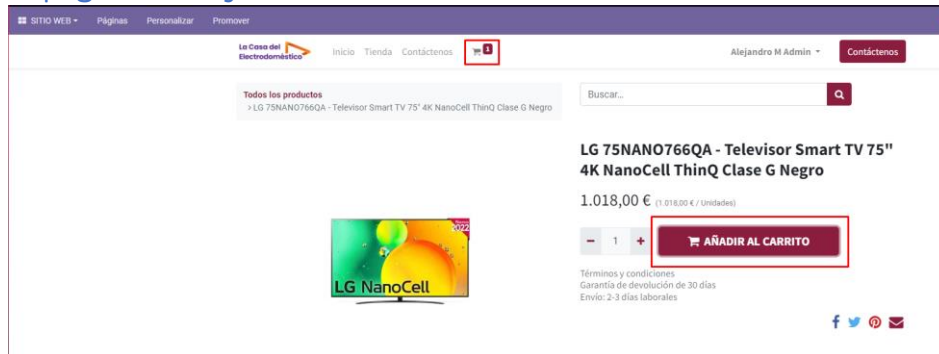 SITIO WEB Páginas Personalizar Promover
La Casa del
Electrodoméstico
Inicio Tienda Contáctenos 1 Alejandro M Admin Contáctenos
Todos los productos
> LG 75NANO766QA - Televisor Smart TV 75" 4K NanoCell ThinQ Clase G Negro
Buscar...
LG 75NANO766QA - Televisor Smart TV 75"
4K NanoCell ThinQ Clase G Negro
1.018,00 € (1.018,00 € / Unidades)
- 1 + AÑADIR AL CARRITO
Términos y condiciones
Garantía de devolución de 30 días
Envío: 2-3 días laborales
2022
LG NanoCell